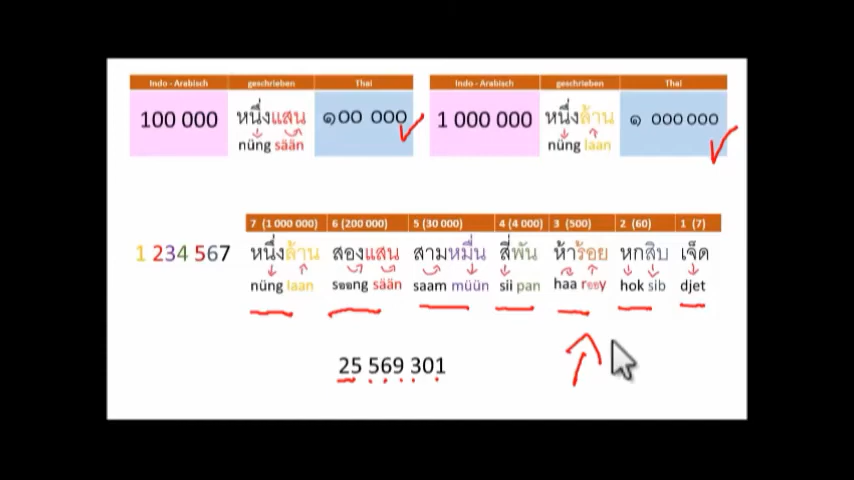 Indo - Arabisch geschrieben Thai
100 000 หนึ่งแสน ๑๐๐ ๐๐๐
nüng sään
Indo - Arabisch geschrieben Thai
1 000 000 หนึ่งล้าน ๑ ๐๐๐ ๐๐๐
nüng laan
7 (1 000 000) 6 (200 000) 5 (30 000) 4 (4 000) 3 (500) 2 (60) 1 (7)
1 234 567 หนึ่งล้าน สองแสน สามหมื่น สี่พัน ห้าร้อย หกสิบ เจ็ด
nüng laan soong sään saam müün sii pan haa rooy hok sib djet
25 569 301